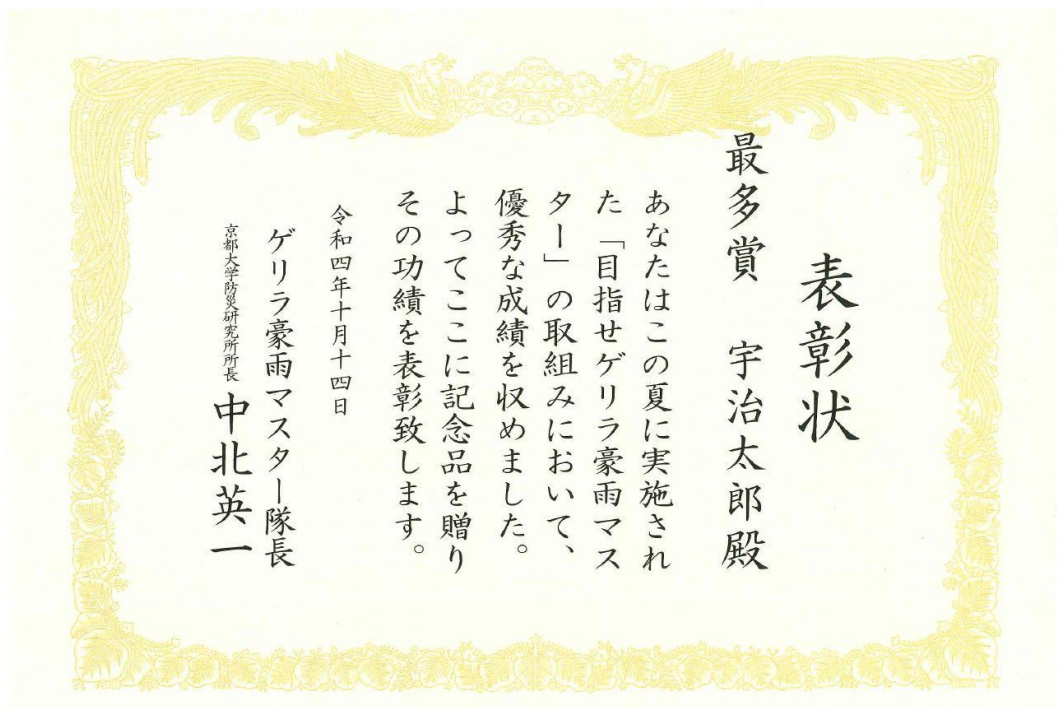 表彰状
最多賞　宇治太郎殿
あなたはこの夏に実施され
た「目指せゲリラ豪雨マス
ター」の取組みにおいて、
優秀な成績を収めました。
よってここに記念品を贈り
その功績を表彰致します。
令和四年十月十四日
ゲリラ豪雨マスター隊長
京都大学防災研究所所長　中北英一